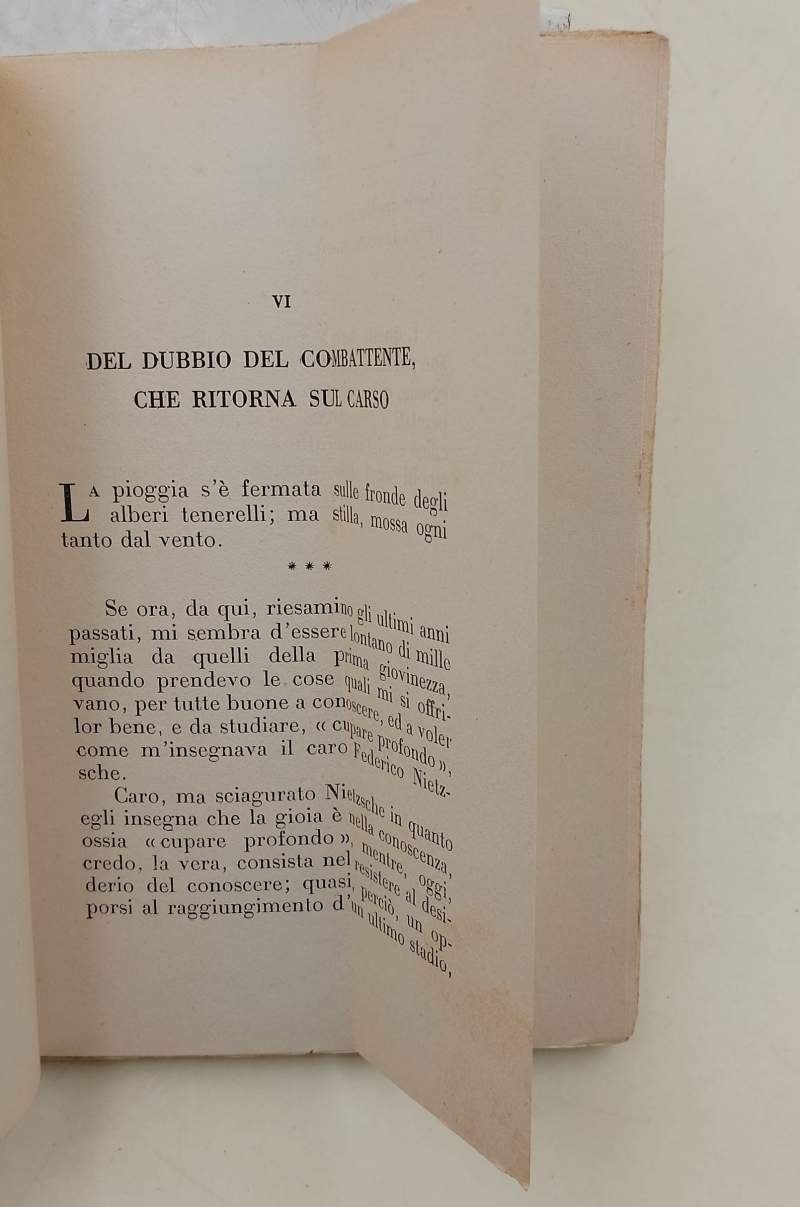 VI
DEL DUBBIO DEL COMBATTENTE,
CHE RITORNA SUL CARSO
LA pioggia s'è fermata sulle fronde degli
alberi tenerelli; ma stilla, mossa ogni
tanto dal vento.
* * *
Se ora, da qui, riesamino gli ultimi anni
passati, mi sembra d'essere lontano di mille
miglia da quelli della prima giovinezza,
quando prendevo le cose quali mi si offri-
vano, per tutte buone a conoscere, ed a voler
lor bene, e da studiare, « cupare profondo »,
come m'insegnava il caro Federico Nietz-
sche.
Caro, ma sciagurato Nietzsche in quanto
egli insegna che la gioia è nella conoscenza,
ossia « cupare profondo », mentre, oggi,
credo, la vera, consista nel resistere al desi-
derio del conoscere; quasi, perciò, un op-
porsi al raggiungimento d'un ultimo stadio,